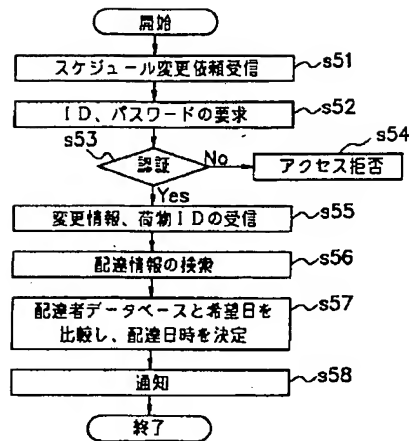 開始
スケジュール変更依頼受信
s51
ID、パスワードの要求
s52
s53
認証
No
s54
アクセス拒否
Yes
変更情報、荷物IDの受信
s55
配達情報の検索
s56
配達者データベースと希望日を
比較し、配達日時を決定
s57
通知
s58
終了